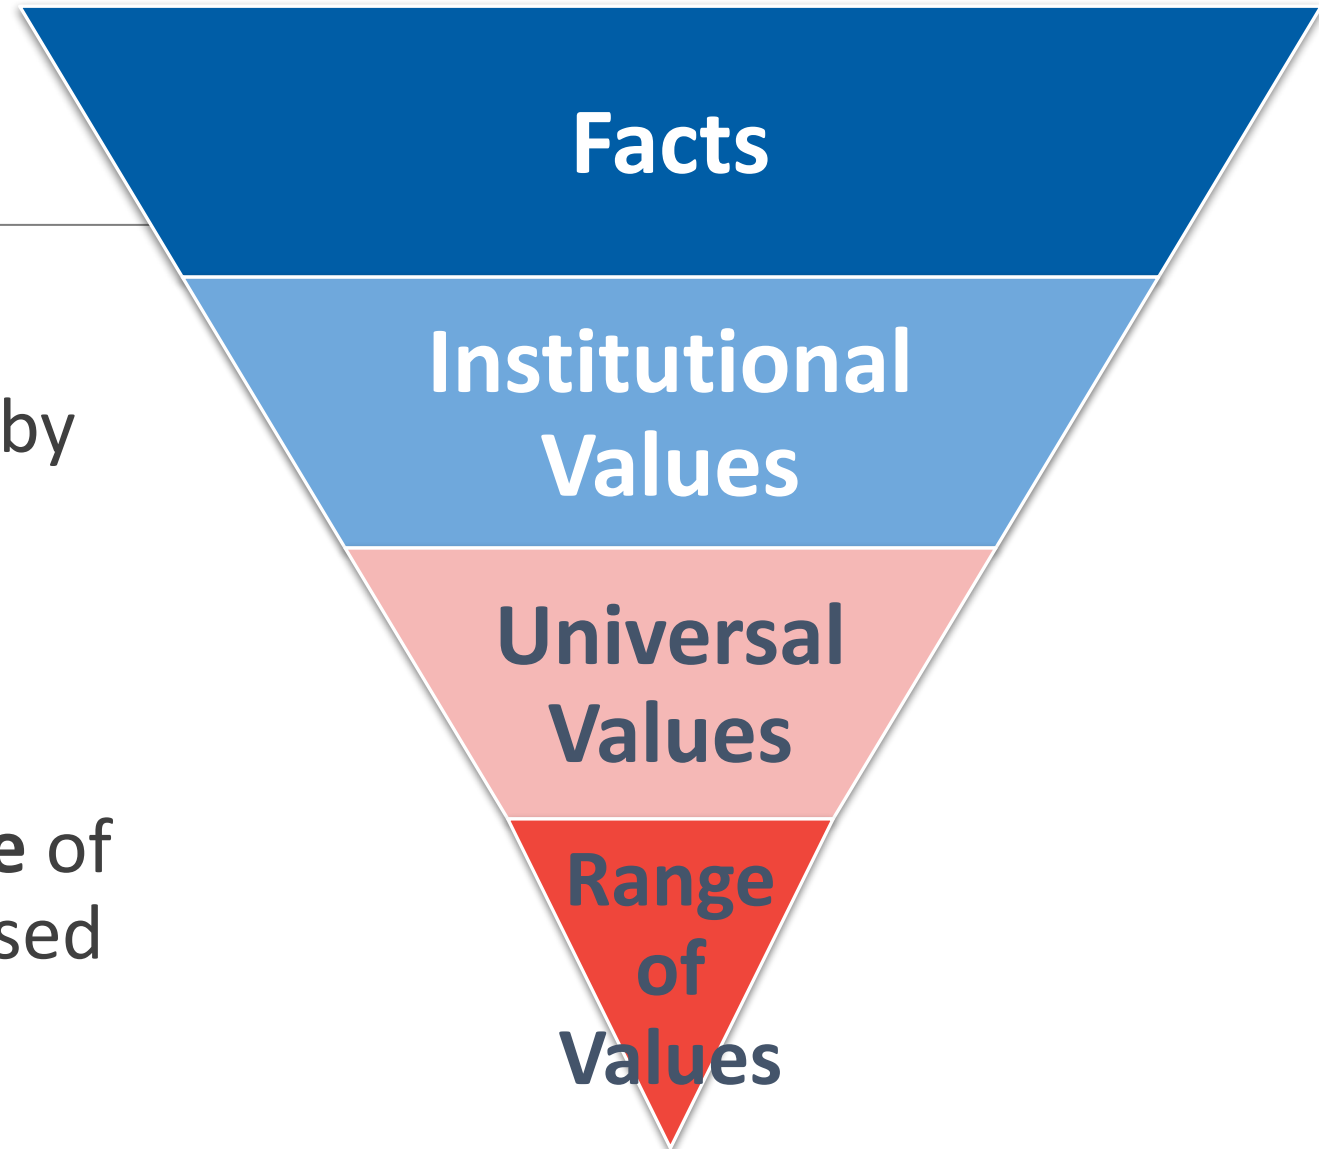 Facts
Institutional
Values
by
Universal
Values
e of
sed
Range
of
Values